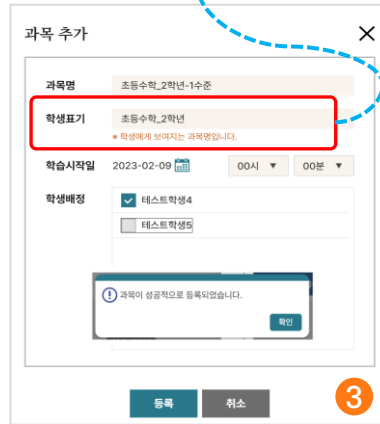 과목 추가
과목명 초등수학_2학년-1수준
학생표기 초등수학_2학년
* 학생에게 보여지는 과목명입니다.
학습시작일 2023-02-09 00시 ▼ 00분 ▼
학생배정 테스트학생4
테스트학생5
과목이 성공적으로 등록되었습니다.
확인
등록 취소
3